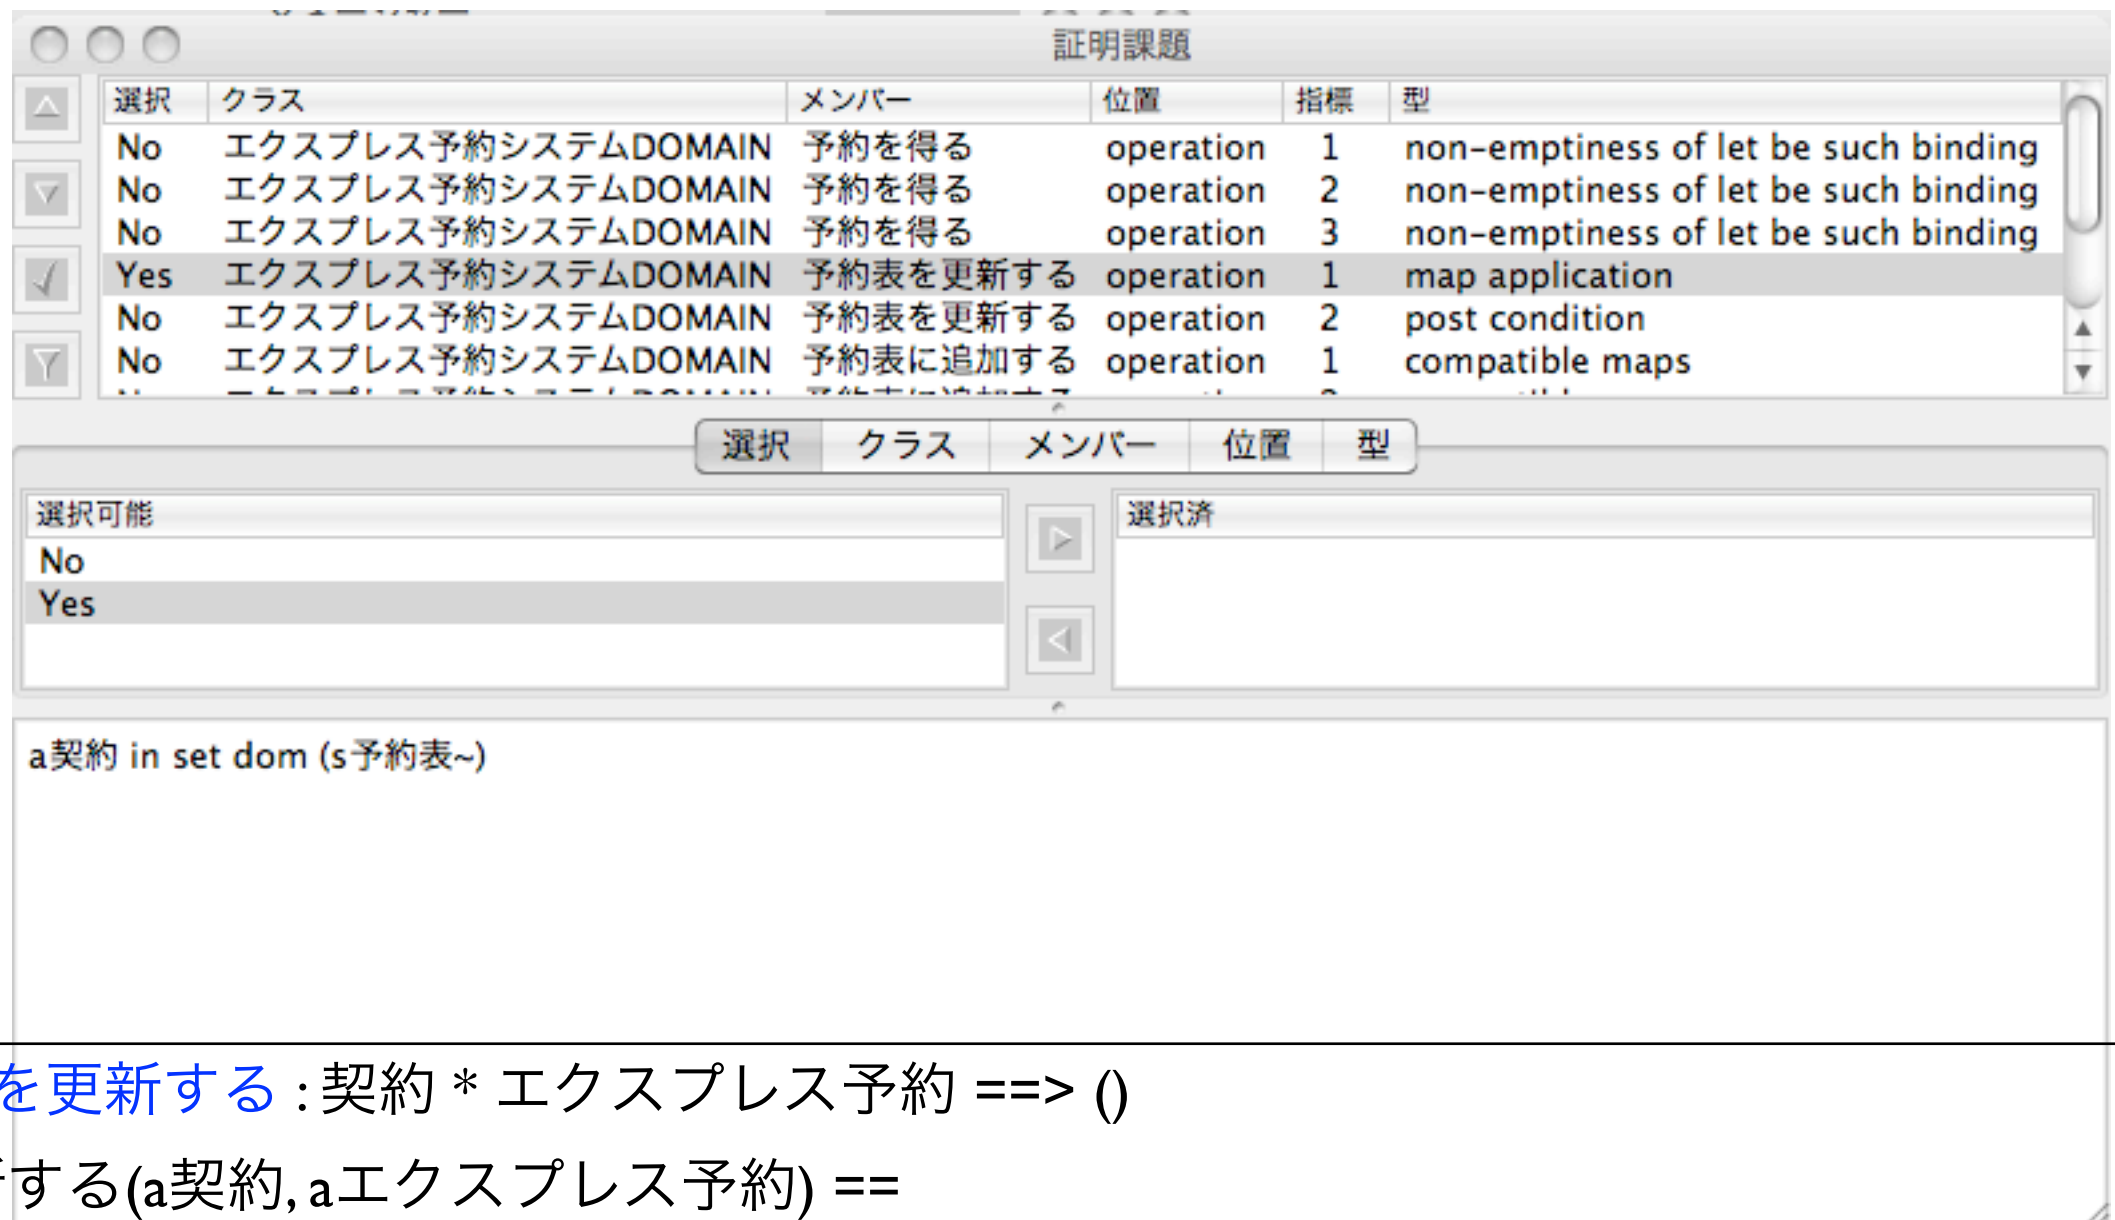 証明課題
選択 クラス メンバー 位置 指標 型
No エクスプレス予約システムDOMAIN 予約を得る operation 1 non-emptiness of let be such binding
No エクスプレス予約システムDOMAIN 予約を得る operation 2 non-emptiness of let be such binding
No エクスプレス予約システムDOMAIN 予約を得る operation 3 non-emptiness of let be such binding
Yes エクスプレス予約システムDOMAIN 予約表を更新する operation 1 map application
No エクスプレス予約システムDOMAIN 予約表を更新する operation 2 post condition
No エクスプレス予約システムDOMAIN 予約表に追加する operation 1 compatible maps
選択 クラス メンバー 位置 型
選択可能 選択済
No
Yes
a契約 in set dom (s予約表~)
を更新する : 契約 * エクスプレス予約 ==> ()
する(a契約, aエクスプレス予約) ==